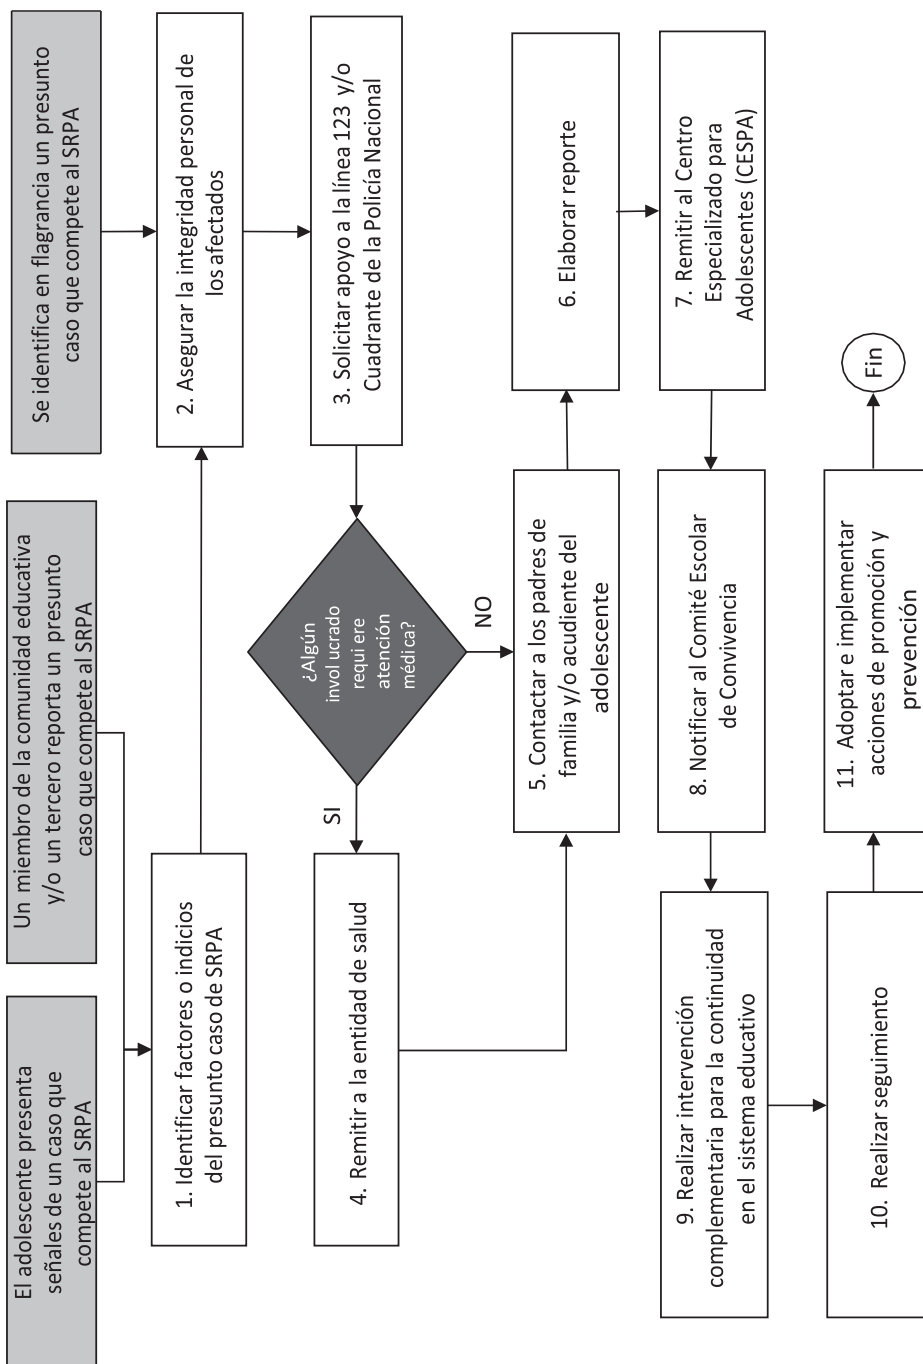 El adolescente presenta
señales de un caso que
compete al SRPA
Un miembro de la comunidad educativa
y/o un tercero reporta un presunto
caso que compete al SRPA
Se identifica en flagrancia un presunto
caso que compete al SRPA
1. Identificar factores o indicios
del presunto caso de SRPA
2. Asegurar la integridad personal de
los afectados
3. Solicitar apoyo a la línea 123 y/o
Cuadrante de la Policía Nacional
¿Algún
invol ucrado
requi ere
atención
médica?
SI
NO
4. Remitir a la entidad de salud
5. Contactar a los padres de
familia y/o acudiente del
adolescente
6. Elaborar reporte
7. Remitir al Centro
Especializado para
Adolescentes (CESPA)
8. Notificar al Comité Escolar
de Convivencia
9. Realizar intervención
complementaria para la continuidad
en el sistema educativo
10. Realizar seguimiento
11. Adoptar e implementar
acciones de promoción y
prevención
Fin